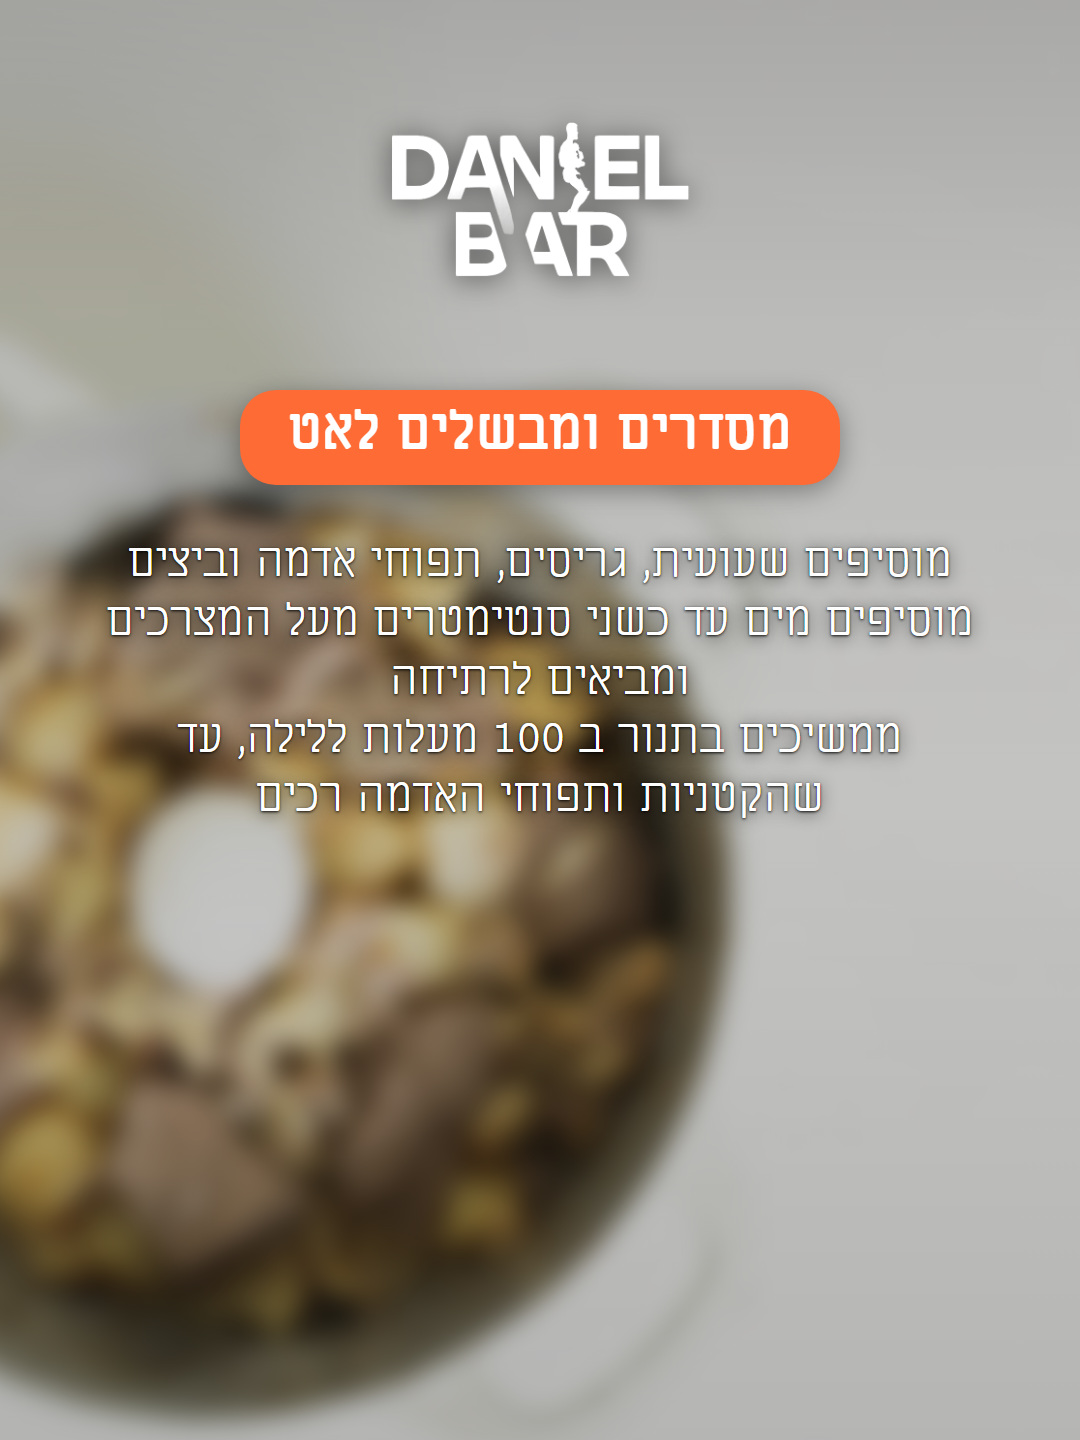 DANIEL
BAR
מסדרים ומבשלים לאט
מוסיפים שעועית, גריסים, תפוחי אדמה וביצים
מוסיפים מים עד כשני סנטימטרים מעל המצרכים
ומביאים לרתיחה
ממשיכים בתנור ב 100 מעלות ללילה, עד
שהקטניות ותפוחי האדמה רכים